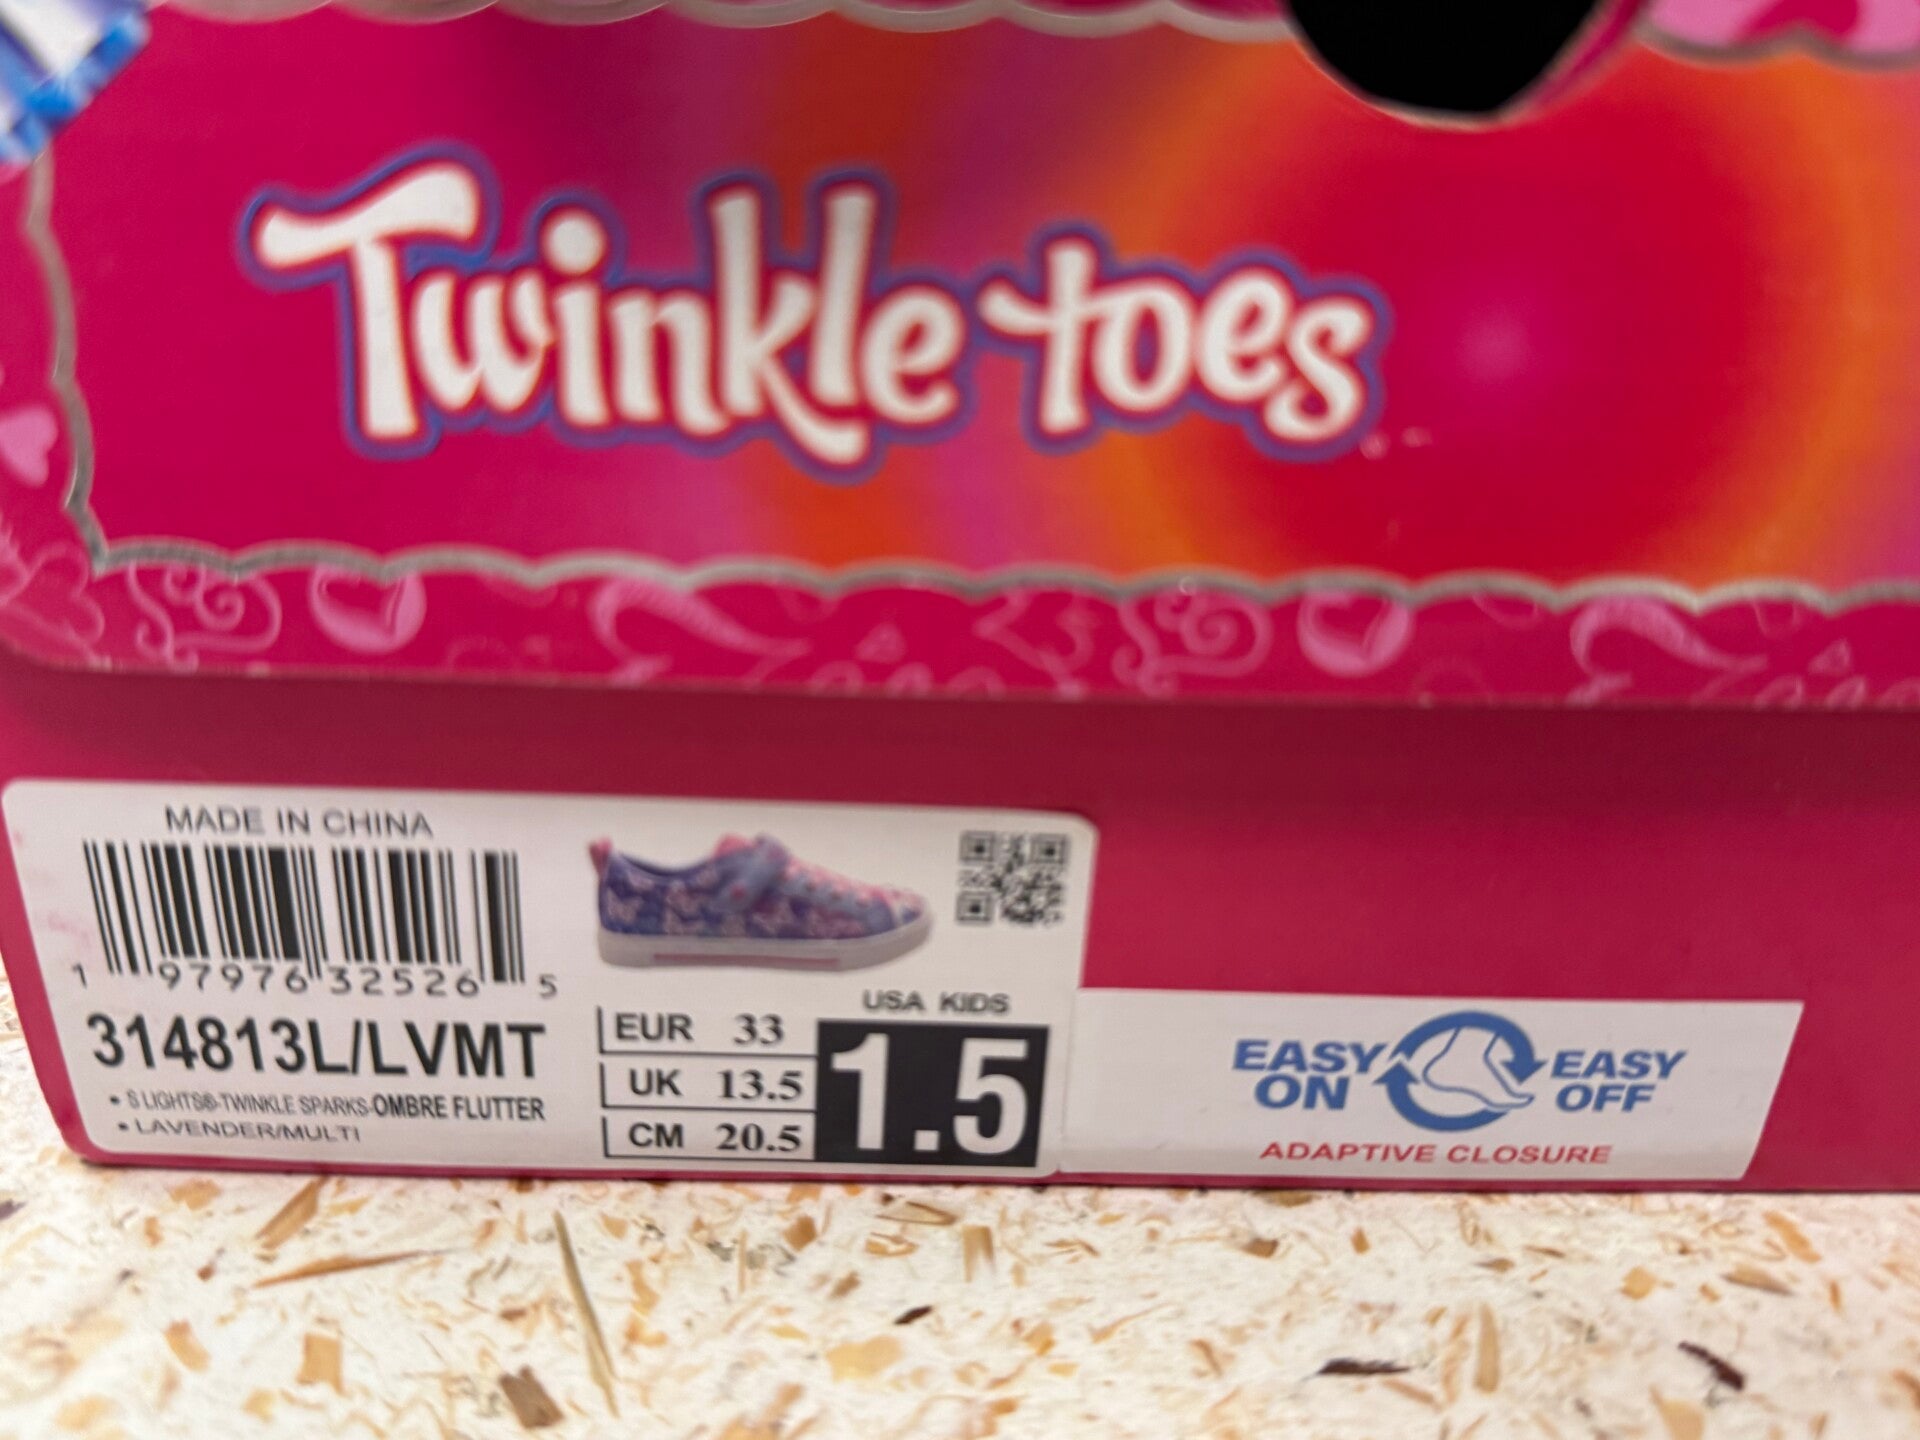 Twinkle toes
MADE IN CHINA
1 97976 32526 5
314813L/LVMT
• S LIGHTS®-TWINKLE SPARKS-OMBRE FLUTTER
• LAVENDER/MULTI
EUR 33
UK 13.5
CM 20.5
USA KIDS
1.5
EASY ON EASY OFF
ADAPTIVE CLOSURE